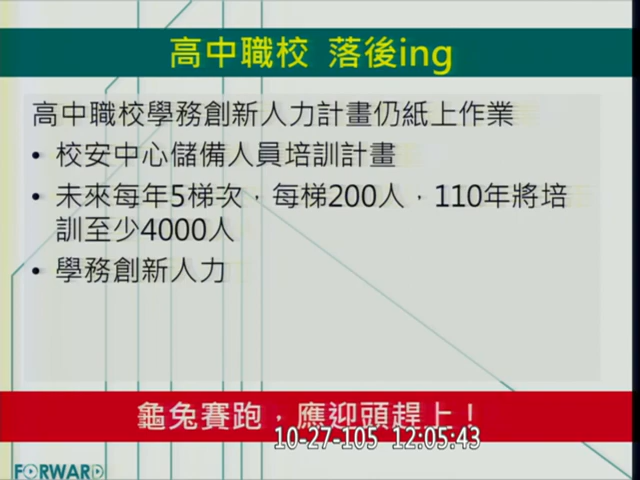 高中職校 落後ing
高中職校學務創新人力計畫仍紙上作業
• 校安中心儲備人員培訓計畫
• 未來每年5梯次，每梯200人，110年將培
訓至少4000人
• 學務創新人力
龜兔賽跑，應迎頭趕上！
10-27-105 12:05:43
FORWARD